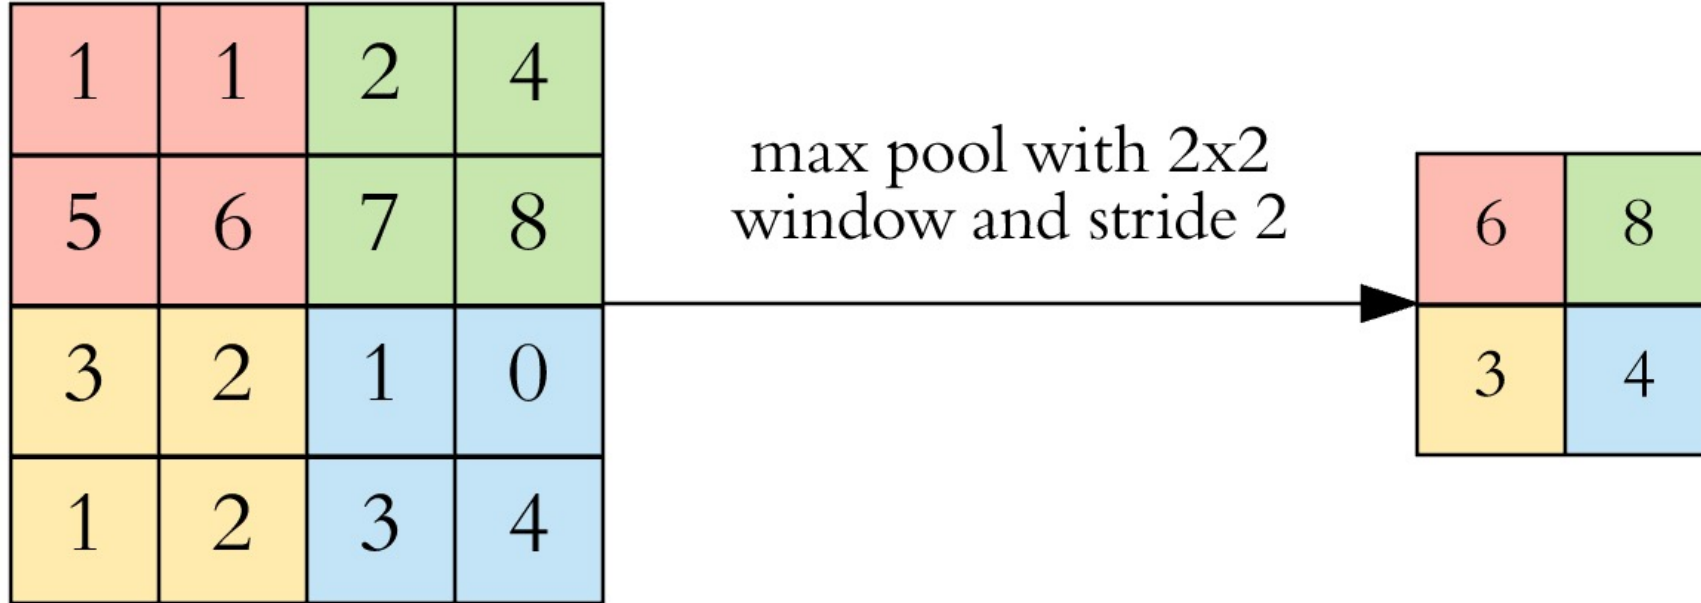 1 1 2 4
5 6 7 8
3 2 1 0
1 2 3 4
max pool with 2x2
window and stride 2
6 8
3 4